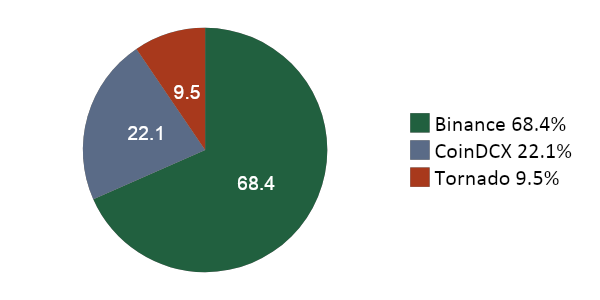 9.5
22.1
68.4
Binance 68.4%
CoinDCX 22.1%
Tornado 9.5%